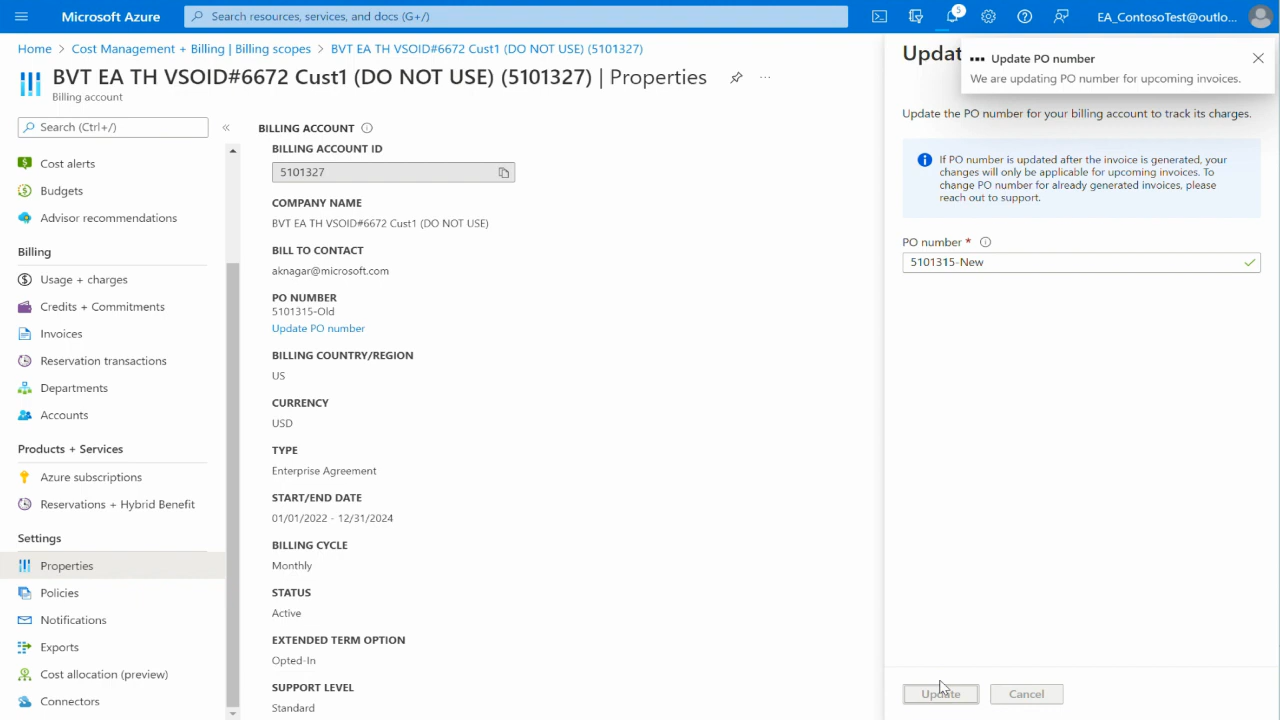 Microsoft Azure
Search resources, services, and docs (G+/)
5
EA_ContosoTest@outlo...
Home > Cost Management + Billing | Billing scopes > BVT EA TH VSOID#6672 Cust1 (DO NOT USE) (5101327)
BVT EA TH VSOID#6672 Cust1 (DO NOT USE) (5101327) | Properties
Billing account
Search (Ctrl+/)
Cost alerts
Budgets
Advisor recommendations
Billing
Usage + charges
Credits + Commitments
Invoices
Reservation transactions
Departments
Accounts
Products + Services
Azure subscriptions
Reservations + Hybrid Benefit
Settings
Properties
Policies
Notifications
Exports
Cost allocation (preview)
Connectors
BILLING ACCOUNT
BILLING ACCOUNT ID
5101327
COMPANY NAME
BVT EA TH VSOID#6672 Cust1 (DO NOT USE)
BILL TO CONTACT
aknagar@microsoft.com
PO NUMBER
5101315-Old
Update PO number
BILLING COUNTRY/REGION
US
CURRENCY
USD
TYPE
Enterprise Agreement
START/END DATE
01/01/2022 - 12/31/2024
BILLING CYCLE
Monthly
STATUS
Active
EXTENDED TERM OPTION
Opted-In
SUPPORT LEVEL
Standard
Updat
Update PO number
We are updating PO number for upcoming invoices.
Update the PO number for your billing account to track its charges.
If PO number is updated after the invoice is generated, your
changes will only be applicable for upcoming invoices. To
change PO number for already generated invoices, please
reach out to support.
PO number *
5101315-New
Update
Cancel